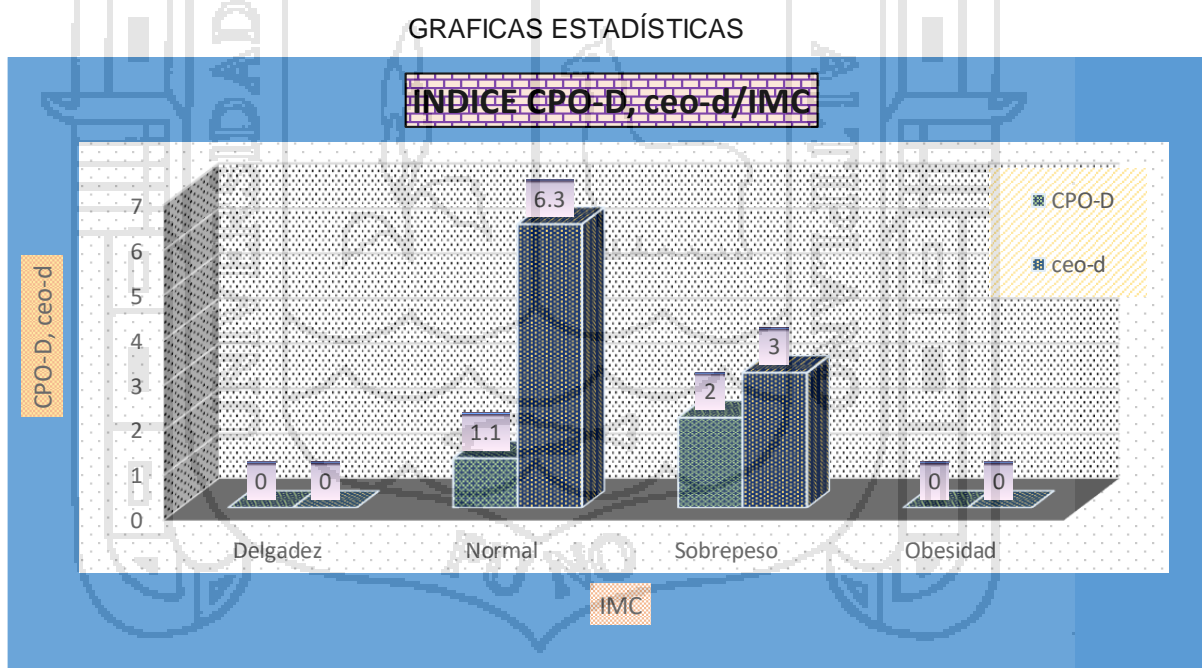 GRAFICAS ESTADÍSTICAS
INDICE CPO-D, ceo-d/IMC
CPO-D, ceo-d
7
6
5
4
3
2
1
0
0
0
1.1
6.3
2
3
0
0
Delgadez
Normal
Sobrepeso
Obesidad
IMC
CPO-D
ceo-d
PUNO